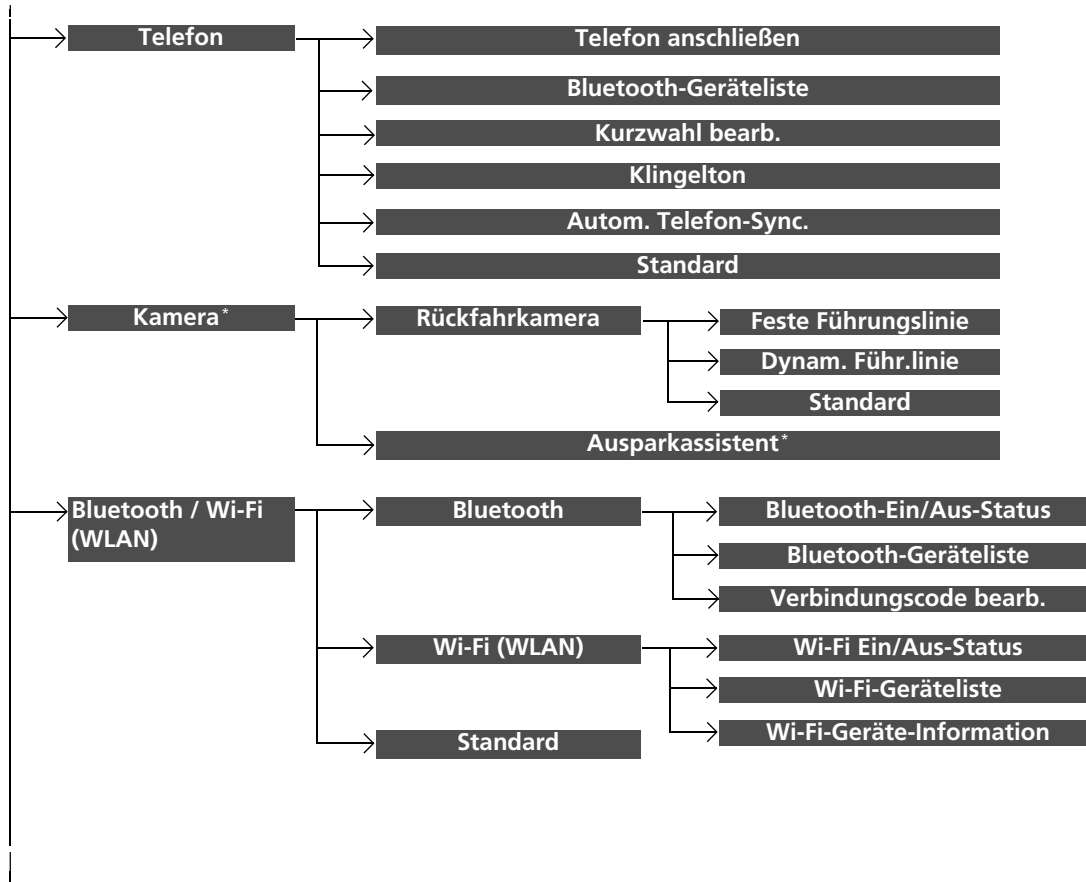 Telefon
Telefon anschließen
Bluetooth-Geräteliste
Kurzwahl bearb.
Klingelton
Autom. Telefon-Sync.
Standard
Kamera*
Rückfahrkamera
Feste Führungslinie
Dynam. Führ.linie
Standard
Ausparkassistent*
Bluetooth / Wi-Fi
(WLAN)
Bluetooth
Bluetooth-Ein/Aus-Status
Bluetooth-Geräteliste
Verbindungscode bearb.
Wi-Fi (WLAN)
Wi-Fi Ein/Aus-Status
Wi-Fi-Geräteliste
Wi-Fi-Geräte-Information
Standard